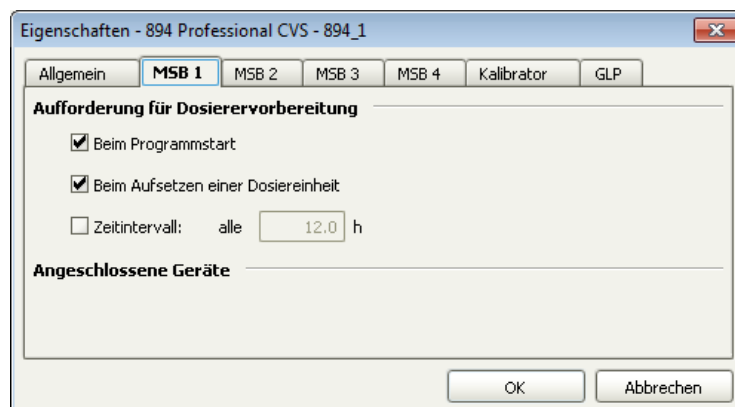 Eigenschaften - 894 Professional CVS - 894_1
Allgemein MSB 1 MSB 2 MSB 3 MSB 4 Kalibrator GLP
Aufforderung für Dosierervorbereitung
Beim Programmstart
Beim Aufsetzen einer Dosiereinheit
Zeitintervall: alle 12.0 h
Angeschlossene Geräte
OK Abbrechen